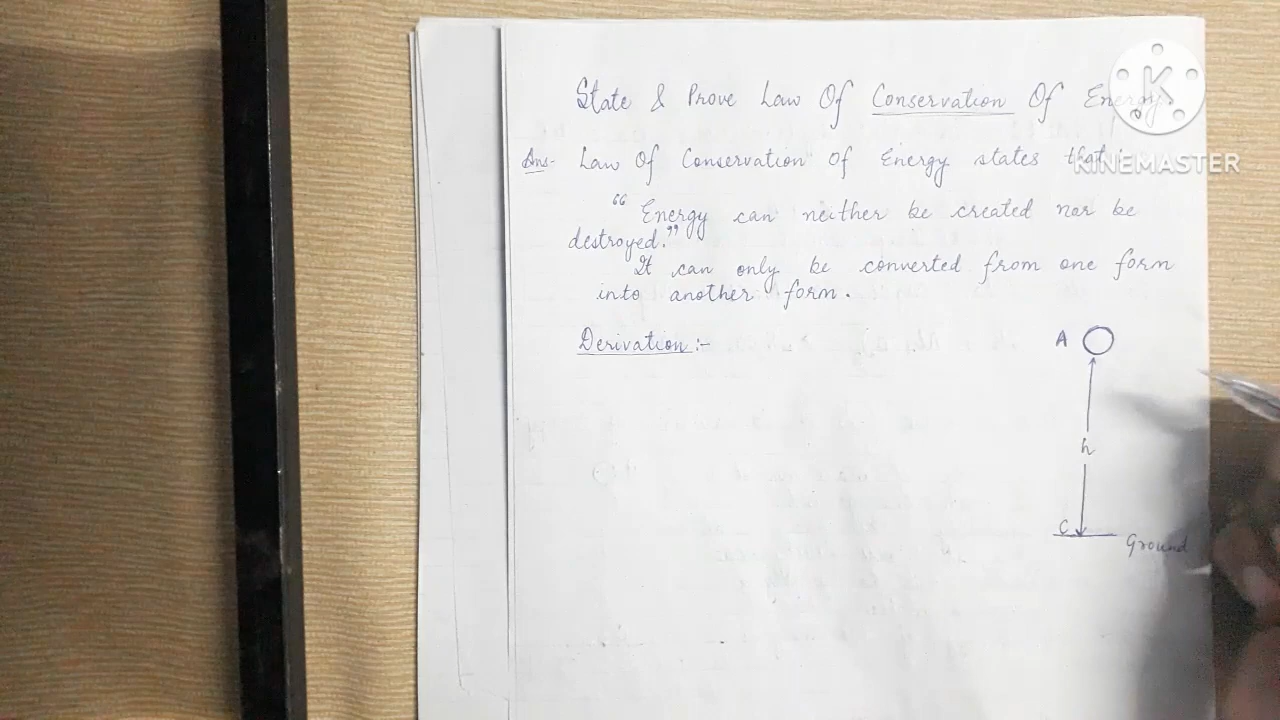 State & Prove Law Of Conservation Of Energy.
Ans- Law Of Conservation Of Energy states that :
"Energy can neither be created nor be
destroyed."
It can only be converted from one form
into another form.
Derivation :-
A
h
C
Ground
K
KINEMASTER